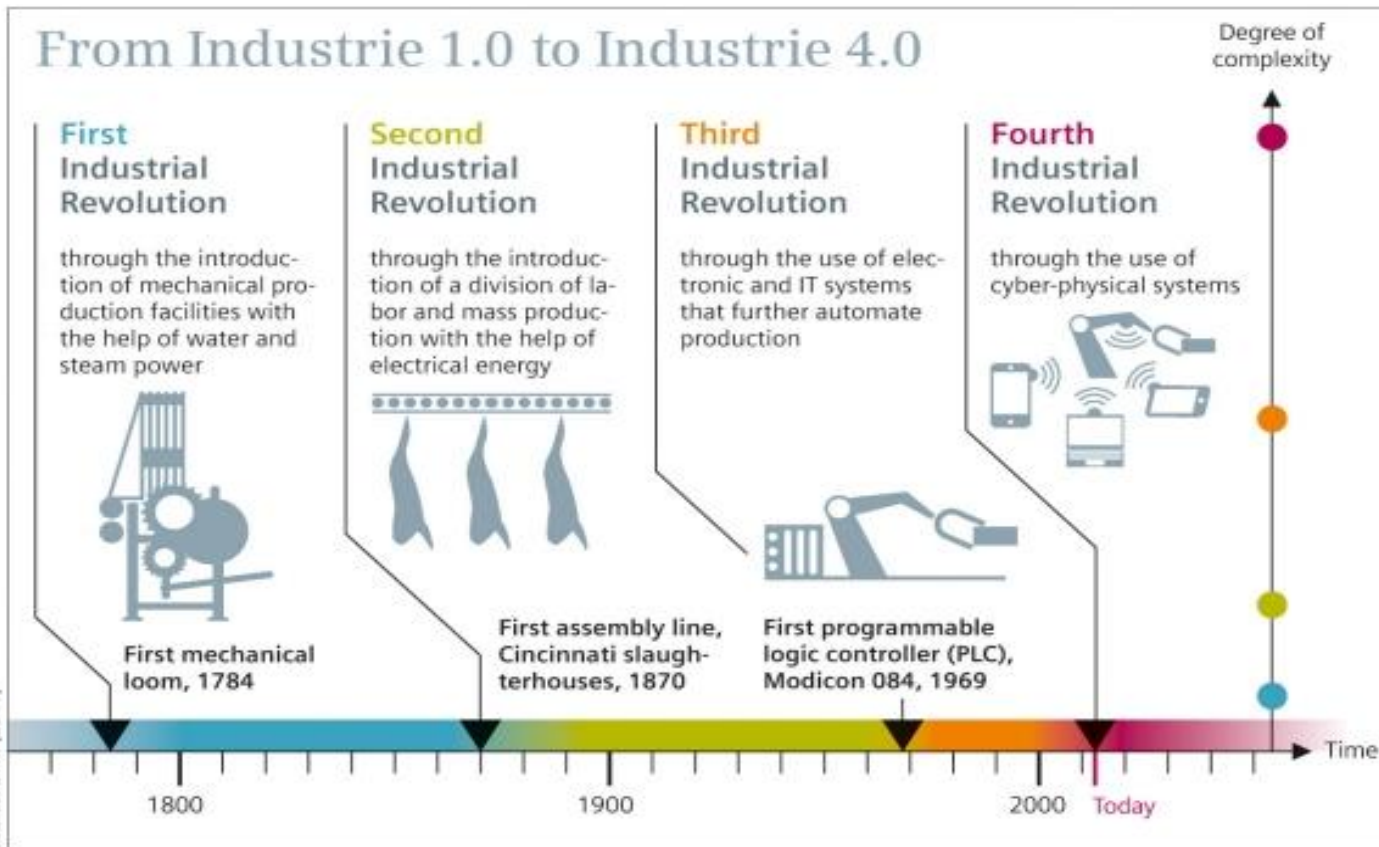 From Industrie 1.0 to Industrie 4.0
Degree of
complexity
First
Industrial
Revolution
through the introduc-
tion of mechanical pro-
duction facilities with
the help of water and
steam power
First mechanical
loom, 1784
Second
Industrial
Revolution
through the introduc-
tion of a division of la-
bor and mass produc-
tion with the help of
electrical energy
First assembly line,
Cincinnati slaugh-
terhouses, 1870
Third
Industrial
Revolution
through the use of elec-
tronic and IT systems
that further automate
production
First programmable
logic controller (PLC),
Modicon 084, 1969
Fourth
Industrial
Revolution
through the use of
cyber-physical systems
Time
1800
1900
2000
Today